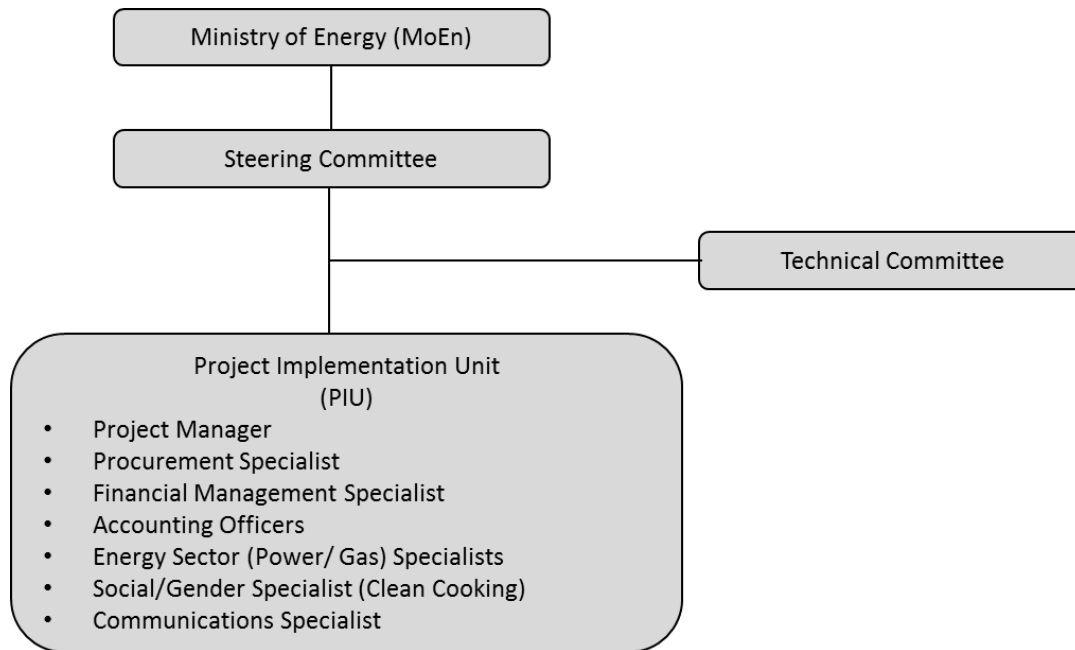 Ministry of Energy (MoEn)
Steering Committee
Technical Committee
Project Implementation Unit
(PIU)
• Project Manager
• Procurement Specialist
• Financial Management Specialist
• Accounting Officers
• Energy Sector (Power/ Gas) Specialists
• Social/Gender Specialist (Clean Cooking)
• Communications Specialist